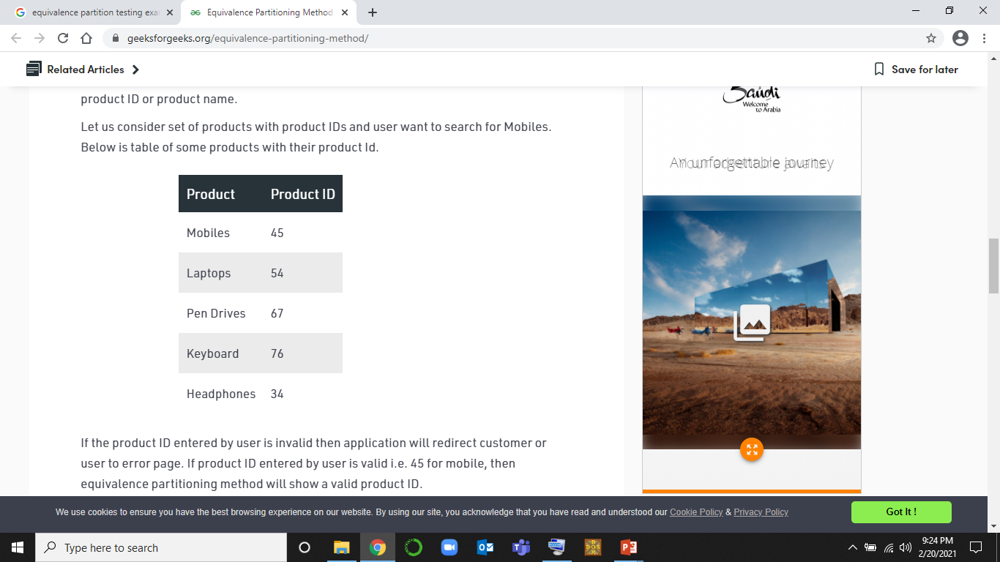 equivalence partition testing exa
Equivalence Partitioning Method
geeksforgeeks.org/equivalence-partitioning-method/
Related Articles
Save for later
product ID or product name.
Let us consider set of products with product IDs and user want to search for Mobiles.
Below is table of some products with their product Id.
Product Product ID
Mobiles 45
Laptops 54
Pen Drives 67
Keyboard 76
Headphones 34
If the product ID entered by user is invalid then application will redirect customer or
user to error page. If product ID entered by user is valid i.e. 45 for mobile, then
equivalence partitioning method will show a valid product ID.
Saudi
Welcome
to Arabia
An unforgettable journey
We use cookies to ensure you have the best browsing experience on our website. By using our site, you acknowledge that you have read and understood our Cookie Policy & Privacy Policy
Got It !
Type here to search
9:24 PM
2/20/2021